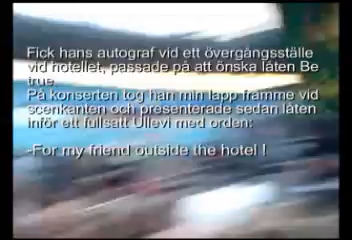 Fick hans autograf vid ett övergångsställe
vid hotellet, passade på att önska låten Be
true.
På konserten tog han min lapp framme vid
scenkanten och presenterade sedan låten
inför ett fullsatt Ullevi med orden:
-For my friend outside the hotel !